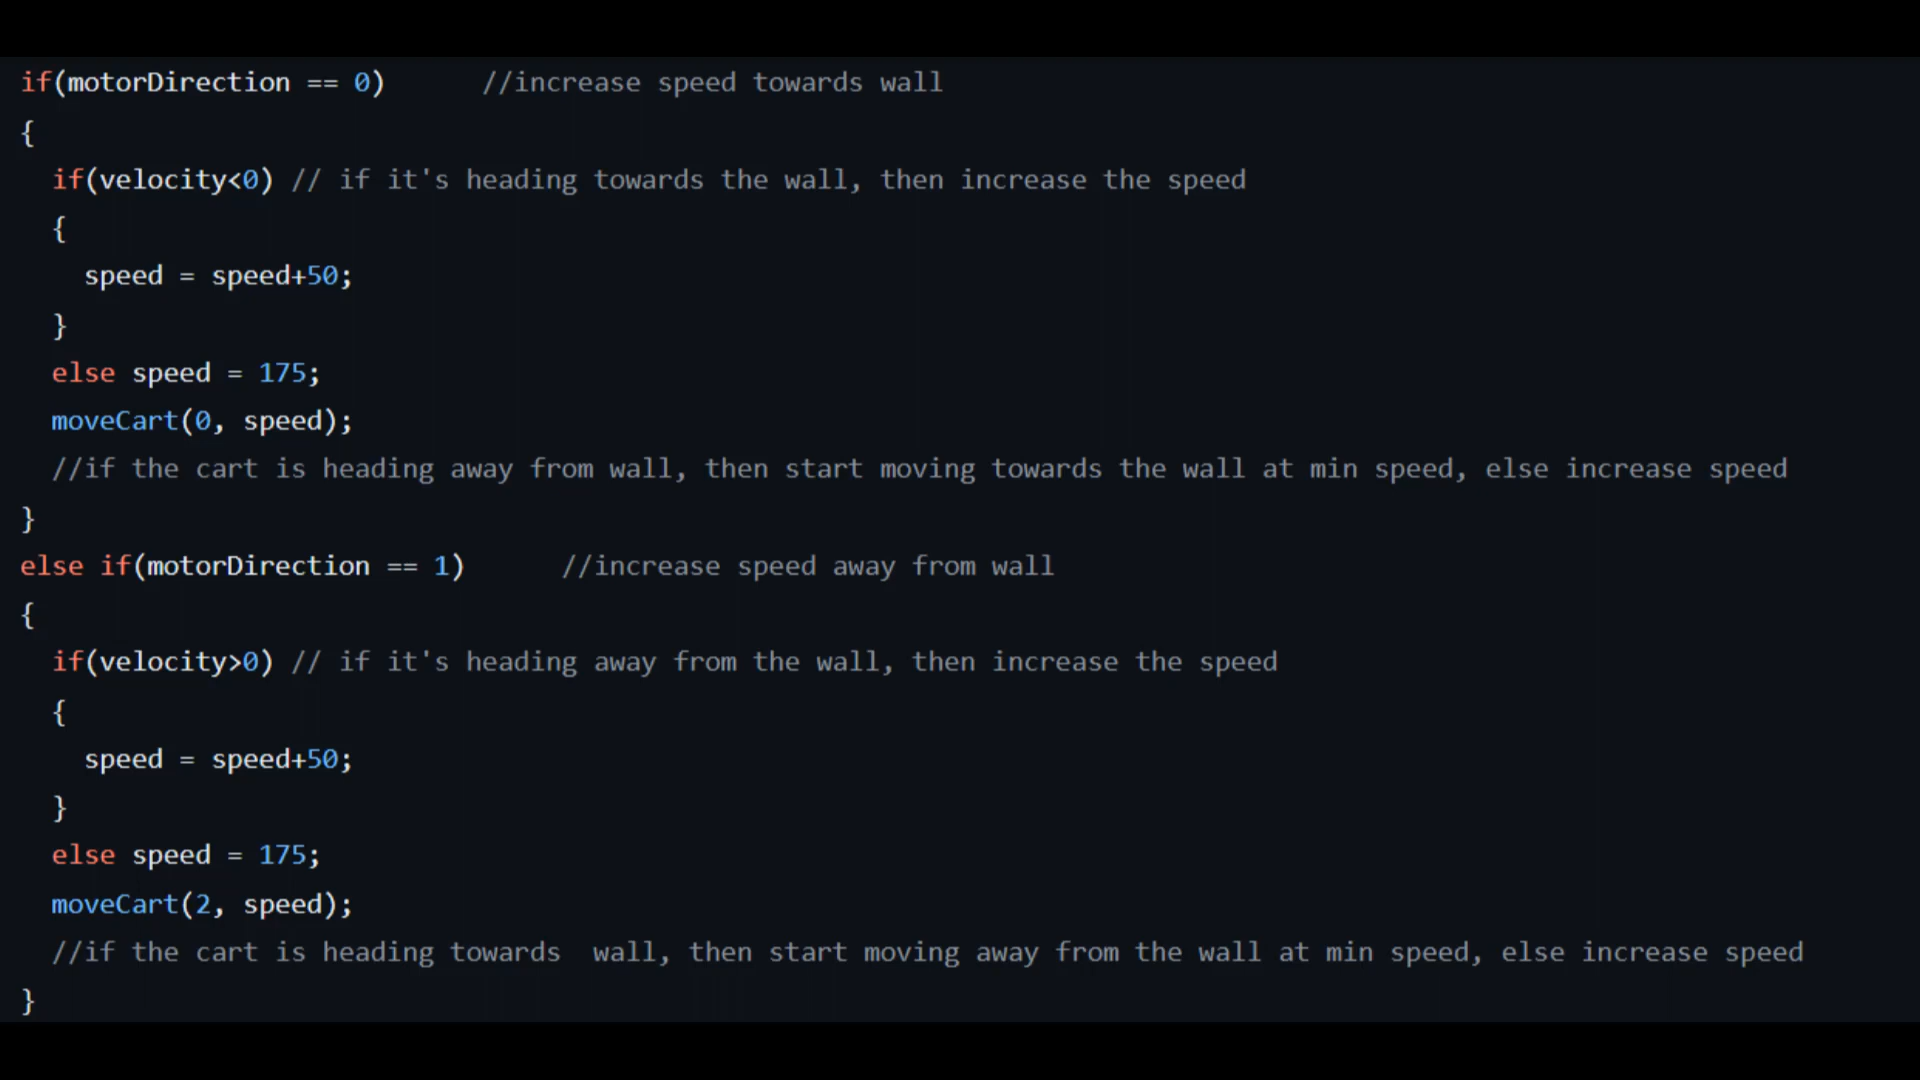 if(motorDirection == 0)      //increase speed towards wall
{
  if(velocity<0) // if it's heading towards the wall, then increase the speed
  {
    speed = speed+50;
  }
  else speed = 175;
  moveCart(0, speed);
  //if the cart is heading away from wall, then start moving towards the wall at min speed, else increase speed
}
else if(motorDirection == 1)      //increase speed away from wall
{
  if(velocity>0) // if it's heading away from the wall, then increase the speed
  {
    speed = speed+50;
  }
  else speed = 175;
  moveCart(2, speed);
  //if the cart is heading towards  wall, then start moving away from the wall at min speed, else increase speed
}